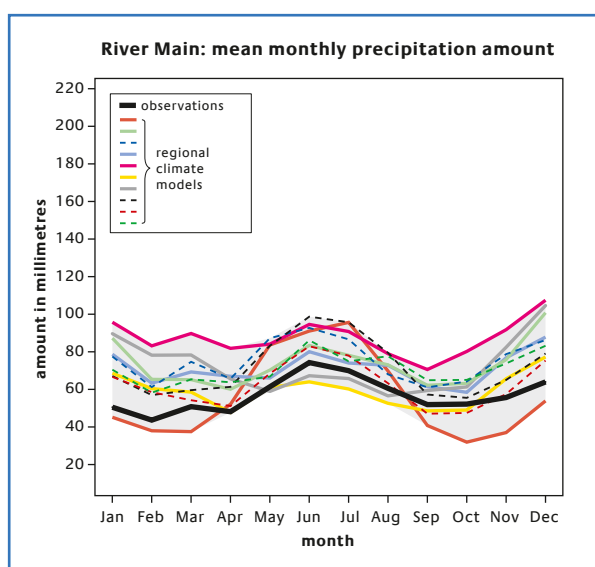 River Main: mean monthly precipitation amount
220
200
180
160
140
120
100
80
60
40
20
amount in millimetres
observations
regional
climate
models
Jan Feb Mar Apr May Jun Jul Aug Sep Oct Nov Dec
month